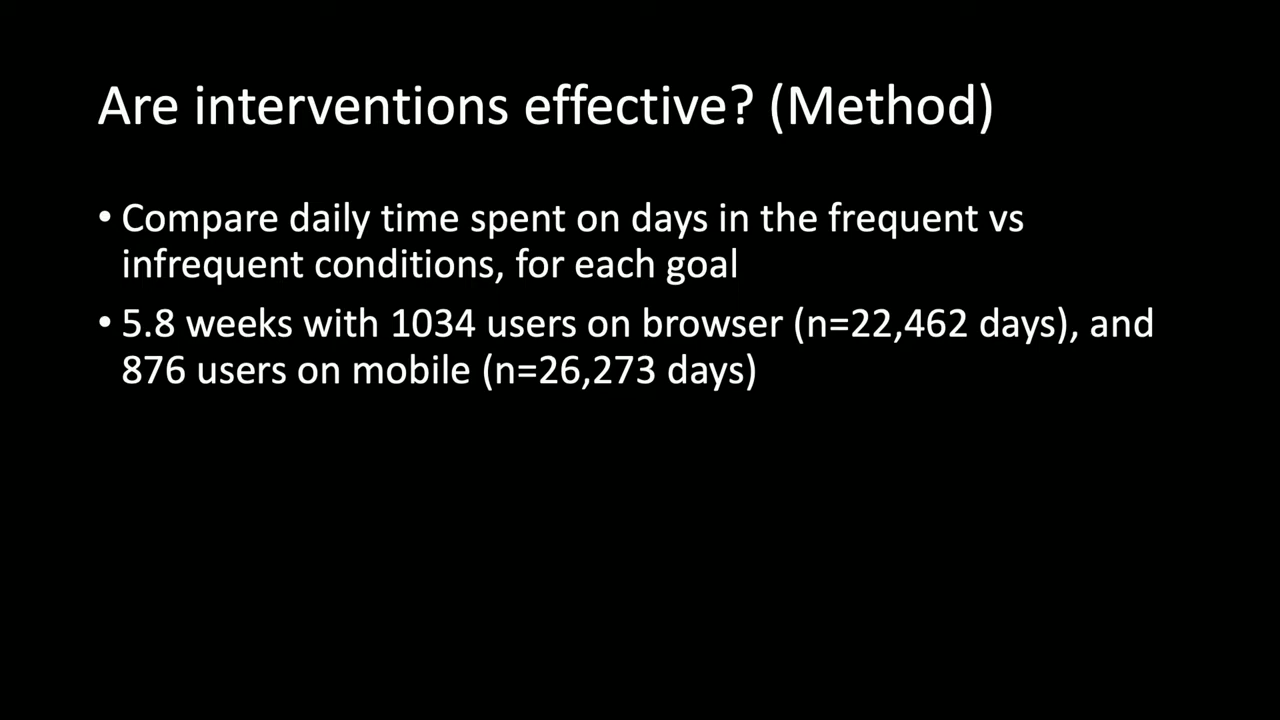 Are interventions effective? (Method)
• Compare daily time spent on days in the frequent vs
infrequent conditions, for each goal
• 5.8 weeks with 1034 users on browser (n=22,462 days), and
876 users on mobile (n=26,273 days)